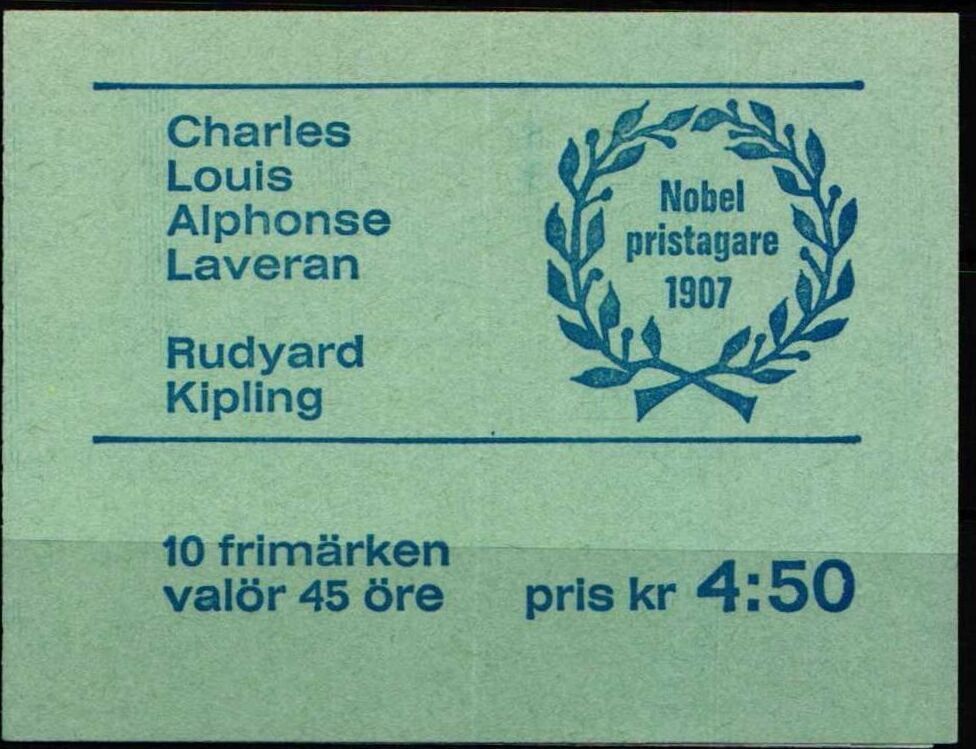 Charles
Louis
Alphonse
Laveran
Rudyard
Kipling
Nobel
pristagare
1907
10 frimärken
valör 45 öre
pris kr 4:50